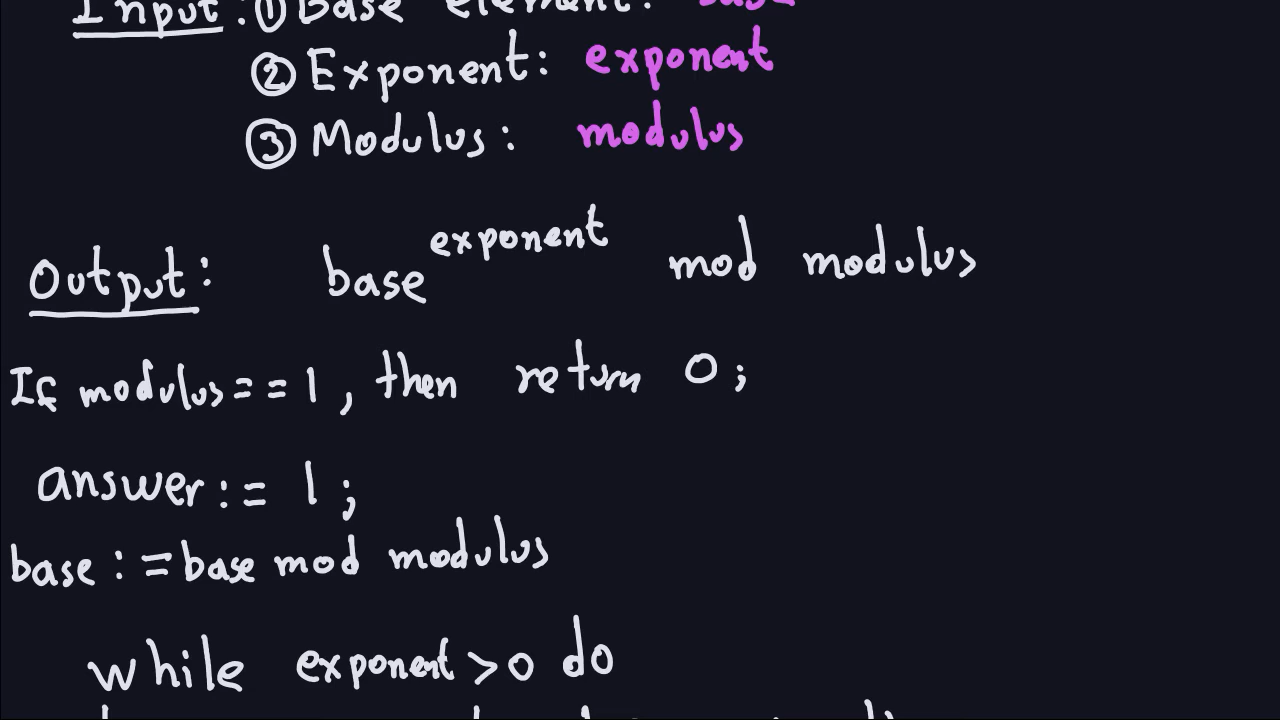 Input: ① Base element: base
② Exponent: exponent
③ Modulus: modulus
Output: base^exponent mod modulus
If modulus == 1, then return 0;
answer := 1;
base := base mod modulus
while exponent > 0 do